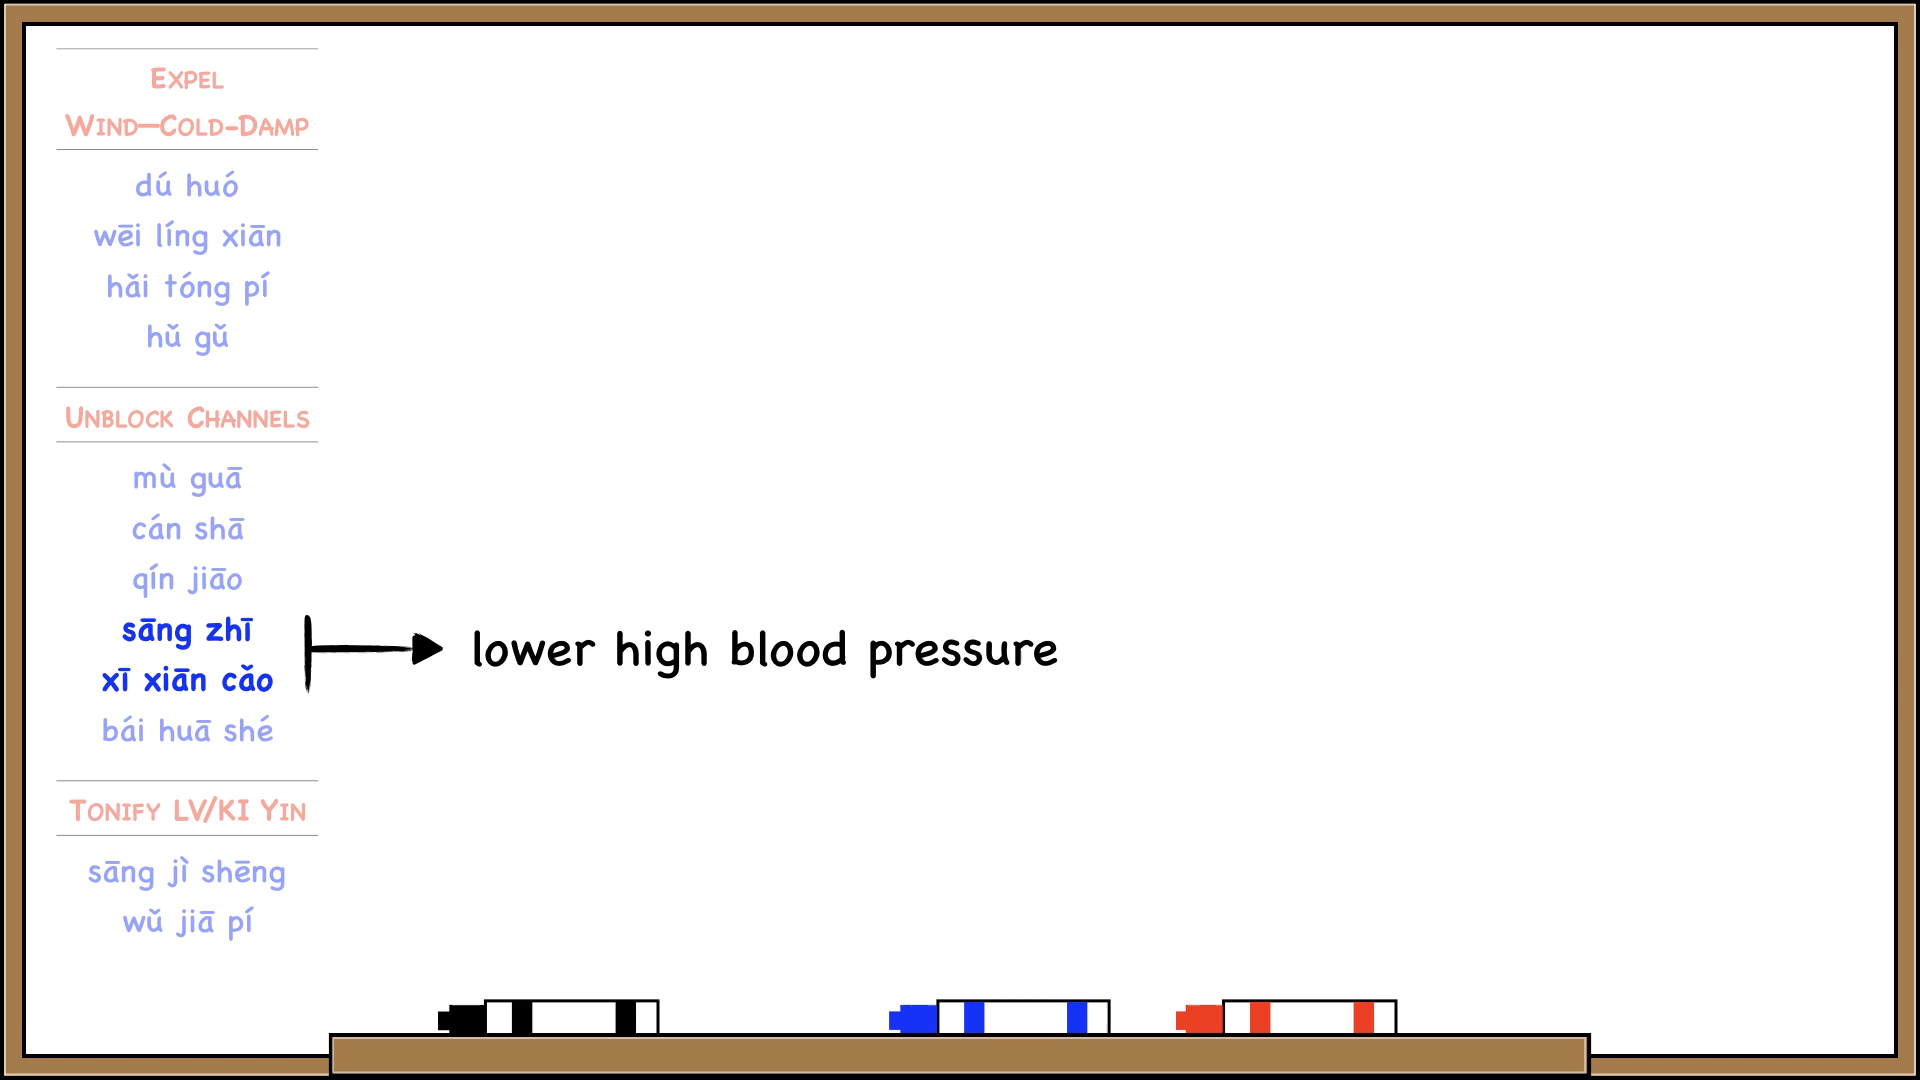 Expel
Wind—Cold-Damp
dú huó
wēi líng xiān
hǎi tóng pí
hǔ gǔ
Unblock Channels
mù guā
cán shā
qín jiāo
sāng zhī
xī xiān cǎo
lower high blood pressure
bái huā shé
Tonify LV/KI Yin
sāng jì shēng
wǔ jiā pí